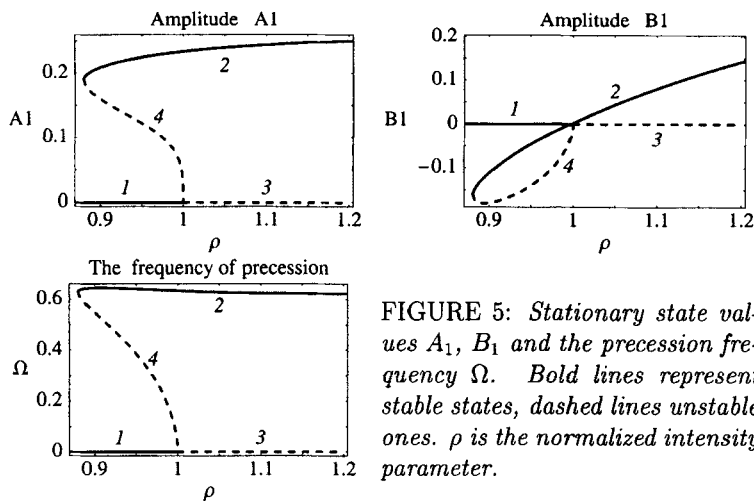 Amplitude A1
0.2
A1
0.1
0
2
4
1
3
0.9
1
1.1
1.2
ρ
Amplitude B1
0.2
0.1
B1
0
−0.1
1
2
3
4
0.9
1
1.1
1.2
ρ
The frequency of precession
0.6
0.4
Ω
0.2
0
2
4
1
3
0.9
1
1.1
1.2
ρ
FIGURE 5: Stationary state val-
ues A₁, B₁ and the precession fre-
quency Ω. Bold lines represent
stable states, dashed lines unstable
ones. ρ is the normalized intensity
parameter.